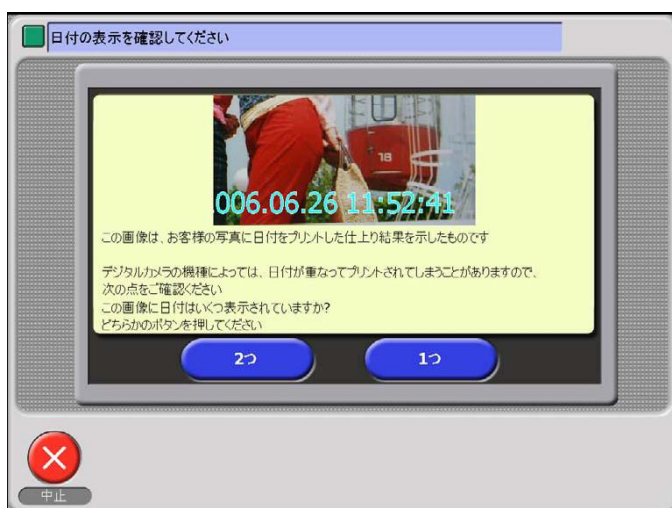 日付の表示を確認してください
18
006.06.26 11:52:41
この画像は、お客様の写真に日付をプリントした仕上り結果を示したものです
デジタルカメラの機種によっては、日付が重なってプリントされてしまうことがありますので、
次の点をご確認ください
この画像に日付はいくつ表示されていますか?
どちらかのボタンを押してください
2つ
1つ
中止